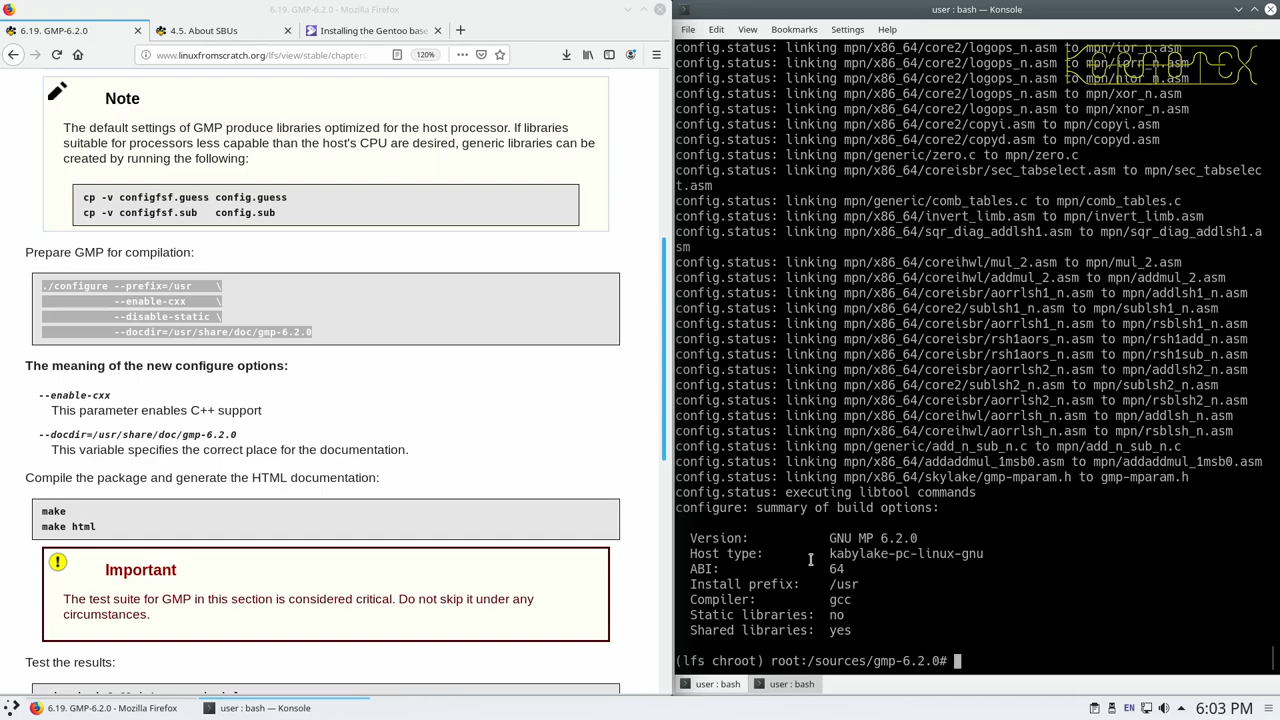 6.19. GMP-6.2.0 - Mozilla Firefox
6.19. GMP-6.2.0
4.5. About SBUs
Installing the Gentoo base
www.linuxfromscratch.org/lfs/view/stable/chapter
120%
Note
The default settings of GMP produce libraries optimized for the host processor. If libraries
suitable for processors less capable than the host's CPU are desired, generic libraries can be
created by running the following:
cp -v configfsf.guess config.guess
cp -v configfsf.sub   config.sub
Prepare GMP for compilation:
./configure --prefix=/usr    \
--enable-cxx     \
--disable-static \
--docdir=/usr/share/doc/gmp-6.2.0
The meaning of the new configure options:
--enable-cxx
This parameter enables C++ support
--docdir=/usr/share/doc/gmp-6.2.0
This variable specifies the correct place for the documentation.
Compile the package and generate the HTML documentation:
make
make html
Important
The test suite for GMP in this section is considered critical. Do not skip it under any
circumstances.
Test the results:
user : bash — Konsole
File Edit View Bookmarks Settings Help
config.status: linking mpn/x86_64/core2/logops_n.asm to mpn/ior_n.asm
config.status: linking mpn/x86_64/core2/logops_n.asm
config.status: linking mpn/x86_64/core2/logops_n.asm to mpn/nior_n.asm
config.status: linking mpn/x86_64/core2/logops_n.asm to mpn/xor_n.asm
config.status: linking mpn/x86_64/core2/logops_n.asm to mpn/xnor_n.asm
config.status: linking mpn/x86_64/core2/copyi.asm to mpn/copyi.asm
config.status: linking mpn/x86_64/core2/copyd.asm to mpn/copyd.asm
config.status: linking mpn/generic/zero.c to mpn/zero.c
config.status: linking mpn/x86_64/coreisbr/sec_tabselect.asm to mpn/sec_tabselec
t.asm
config.status: linking mpn/generic/comb_tables.c to mpn/comb_tables.c
config.status: linking mpn/x86_64/invert_limb.asm to mpn/invert_limb.asm
config.status: linking mpn/x86_64/sqr_diag_addlsh1.asm to mpn/sqr_diag_addlsh1.a
sm
config.status: linking mpn/x86_64/coreihwl/mul_2.asm to mpn/mul_2.asm
config.status: linking mpn/x86_64/coreihwl/addmul_2.asm to mpn/addmul_2.asm
config.status: linking mpn/x86_64/coreisbr/aorrlsh1_n.asm to mpn/addlsh1_n.asm
config.status: linking mpn/x86_64/core2/sublsh1_n.asm to mpn/sublsh1_n.asm
config.status: linking mpn/x86_64/coreisbr/aorrlsh1_n.asm to mpn/rsblsh1_n.asm
config.status: linking mpn/x86_64/coreisbr/rsh1aors_n.asm to mpn/rsh1add_n.asm
config.status: linking mpn/x86_64/coreisbr/rsh1aors_n.asm to mpn/rsh1sub_n.asm
config.status: linking mpn/x86_64/coreisbr/aorrlsh2_n.asm to mpn/addlsh2_n.asm
config.status: linking mpn/x86_64/core2/sublsh2_n.asm to mpn/sublsh2_n.asm
config.status: linking mpn/x86_64/coreisbr/aorrlsh2_n.asm to mpn/rsblsh2_n.asm
config.status: linking mpn/x86_64/coreihwl/aorrlsh_n.asm to mpn/addlsh_n.asm
config.status: linking mpn/x86_64/coreihwl/aorrlsh_n.asm to mpn/rsblsh_n.asm
config.status: linking mpn/generic/add_n_sub_n.c to mpn/add_n_sub_n.c
config.status: linking mpn/x86_64/addaddmul_1msb0.asm to mpn/addaddmul_1msb0.asm
config.status: linking mpn/x86_64/skylake/gmp-mparam.h to gmp-mparam.h
config.status: executing libtool commands
configure: summary of build options:
Version:           GNU MP 6.2.0
Host type:         kabylake-pc-linux-gnu
ABI:               64
Install prefix:    /usr
Compiler:          gcc
Static libraries:  no
Shared libraries:  yes
(lfs chroot) root:/sources/gmp-6.2.0#
user : bash
user : bash
6.19. GMP-6.2.0 - Mozilla Firefox
user : bash — Konsole
EN
6:03 PM